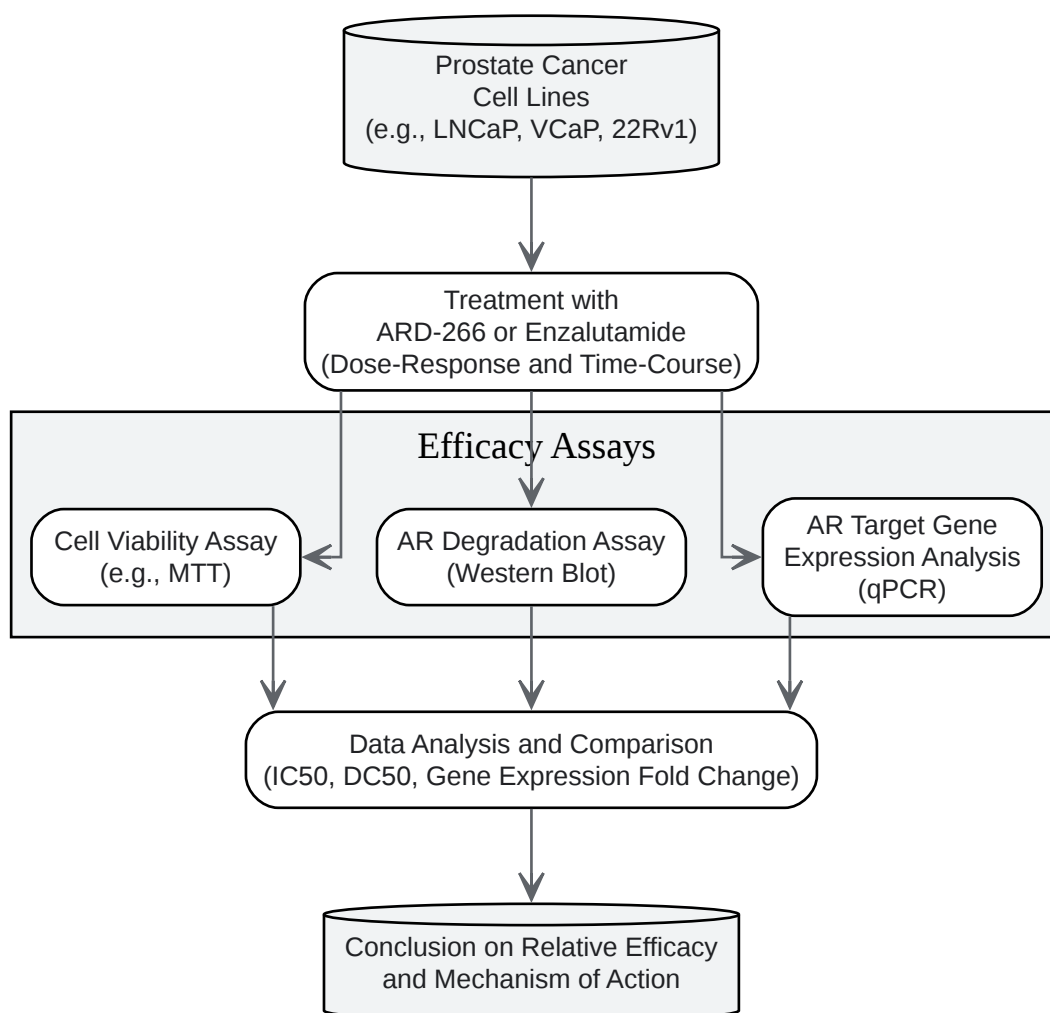 Prostate Cancer
Cell Lines
(e.g., LNCaP, VCaP, 22Rv1)
Treatment with
ARD-266 or Enzalutamide
(Dose-Response and Time-Course)
Efficacy Assays
Cell Viability Assay
(e.g., MTT)
AR Degradation Assay
(Western Blot)
AR Target Gene
Expression Analysis
(qPCR)
Data Analysis and Comparison
(IC50, DC50, Gene Expression Fold Change)
Conclusion on Relative Efficacy
and Mechanism of Action